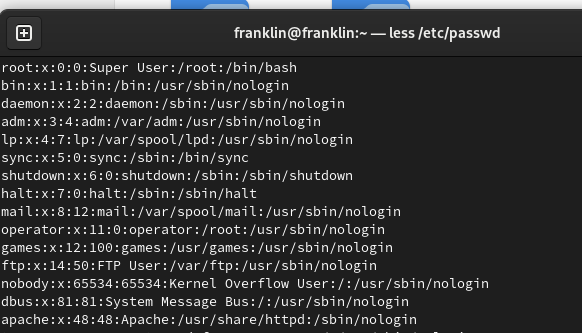 franklin@franklin:~ — less /etc/passwd
root:x:0:0:Super User:/root:/bin/bash
bin:x:1:1:bin:/bin:/usr/sbin/nologin
daemon:x:2:2:daemon:/sbin:/usr/sbin/nologin
adm:x:3:4:adm:/var/adm:/usr/sbin/nologin
lp:x:4:7:lp:/var/spool/lpd:/usr/sbin/nologin
sync:x:5:0:sync:/sbin:/bin/sync
shutdown:x:6:0:shutdown:/sbin:/sbin/shutdown
halt:x:7:0:halt:/sbin:/sbin/halt
mail:x:8:12:mail:/var/spool/mail:/usr/sbin/nologin
operator:x:11:0:operator:/root:/usr/sbin/nologin
games:x:12:100:games:/usr/games:/usr/sbin/nologin
ftp:x:14:50:FTP User:/var/ftp:/usr/sbin/nologin
nobody:x:65534:65534:Kernel Overflow User:/:/usr/sbin/nologin
dbus:x:81:81:System Message Bus:/:/usr/sbin/nologin
apache:x:48:48:Apache:/usr/share/httpd:/sbin/nologin